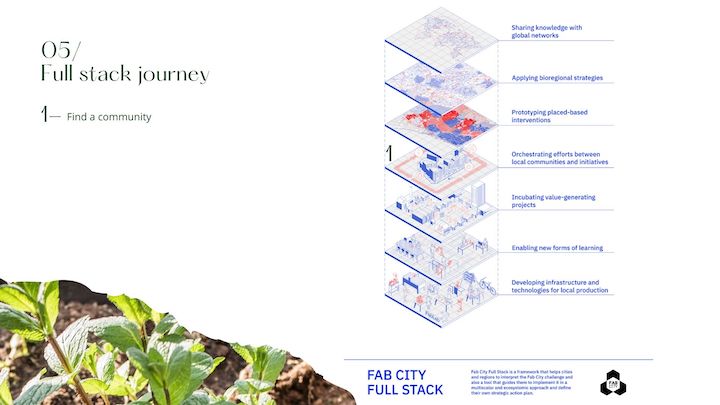 05/
Full stack journey
1— Find a community
Sharing knowledge with
global networks
Applying bioregional strategies
Prototyping placed-based
interventions
1
Orchestrating efforts between
local communities and initiatives
Incubating value-generating
projects
Enabling new forms of learning
Developing infrastructure and
technologies for local production
FAB CITY
FULL STACK
Fab City Full Stack is a framework that helps cities
and regions to interpret the Fab City challenge and
also a tool that guides them to implement it in a
multiscalar and ecosystemic approach and define
their own strategic action plan.
FAB
CITY